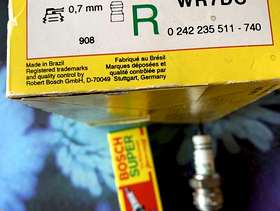 0,7 mm
R
WR7DC
908
0 242 235 511 - 740
Made in Brazil
Registered trademarks
and quality control by
Robert Bosch GmbH, D-70049 Stuttgart, Germany
Fabriqué au Brésil
Marques déposées et
qualité contrôlée par
BOSCH
SUPER